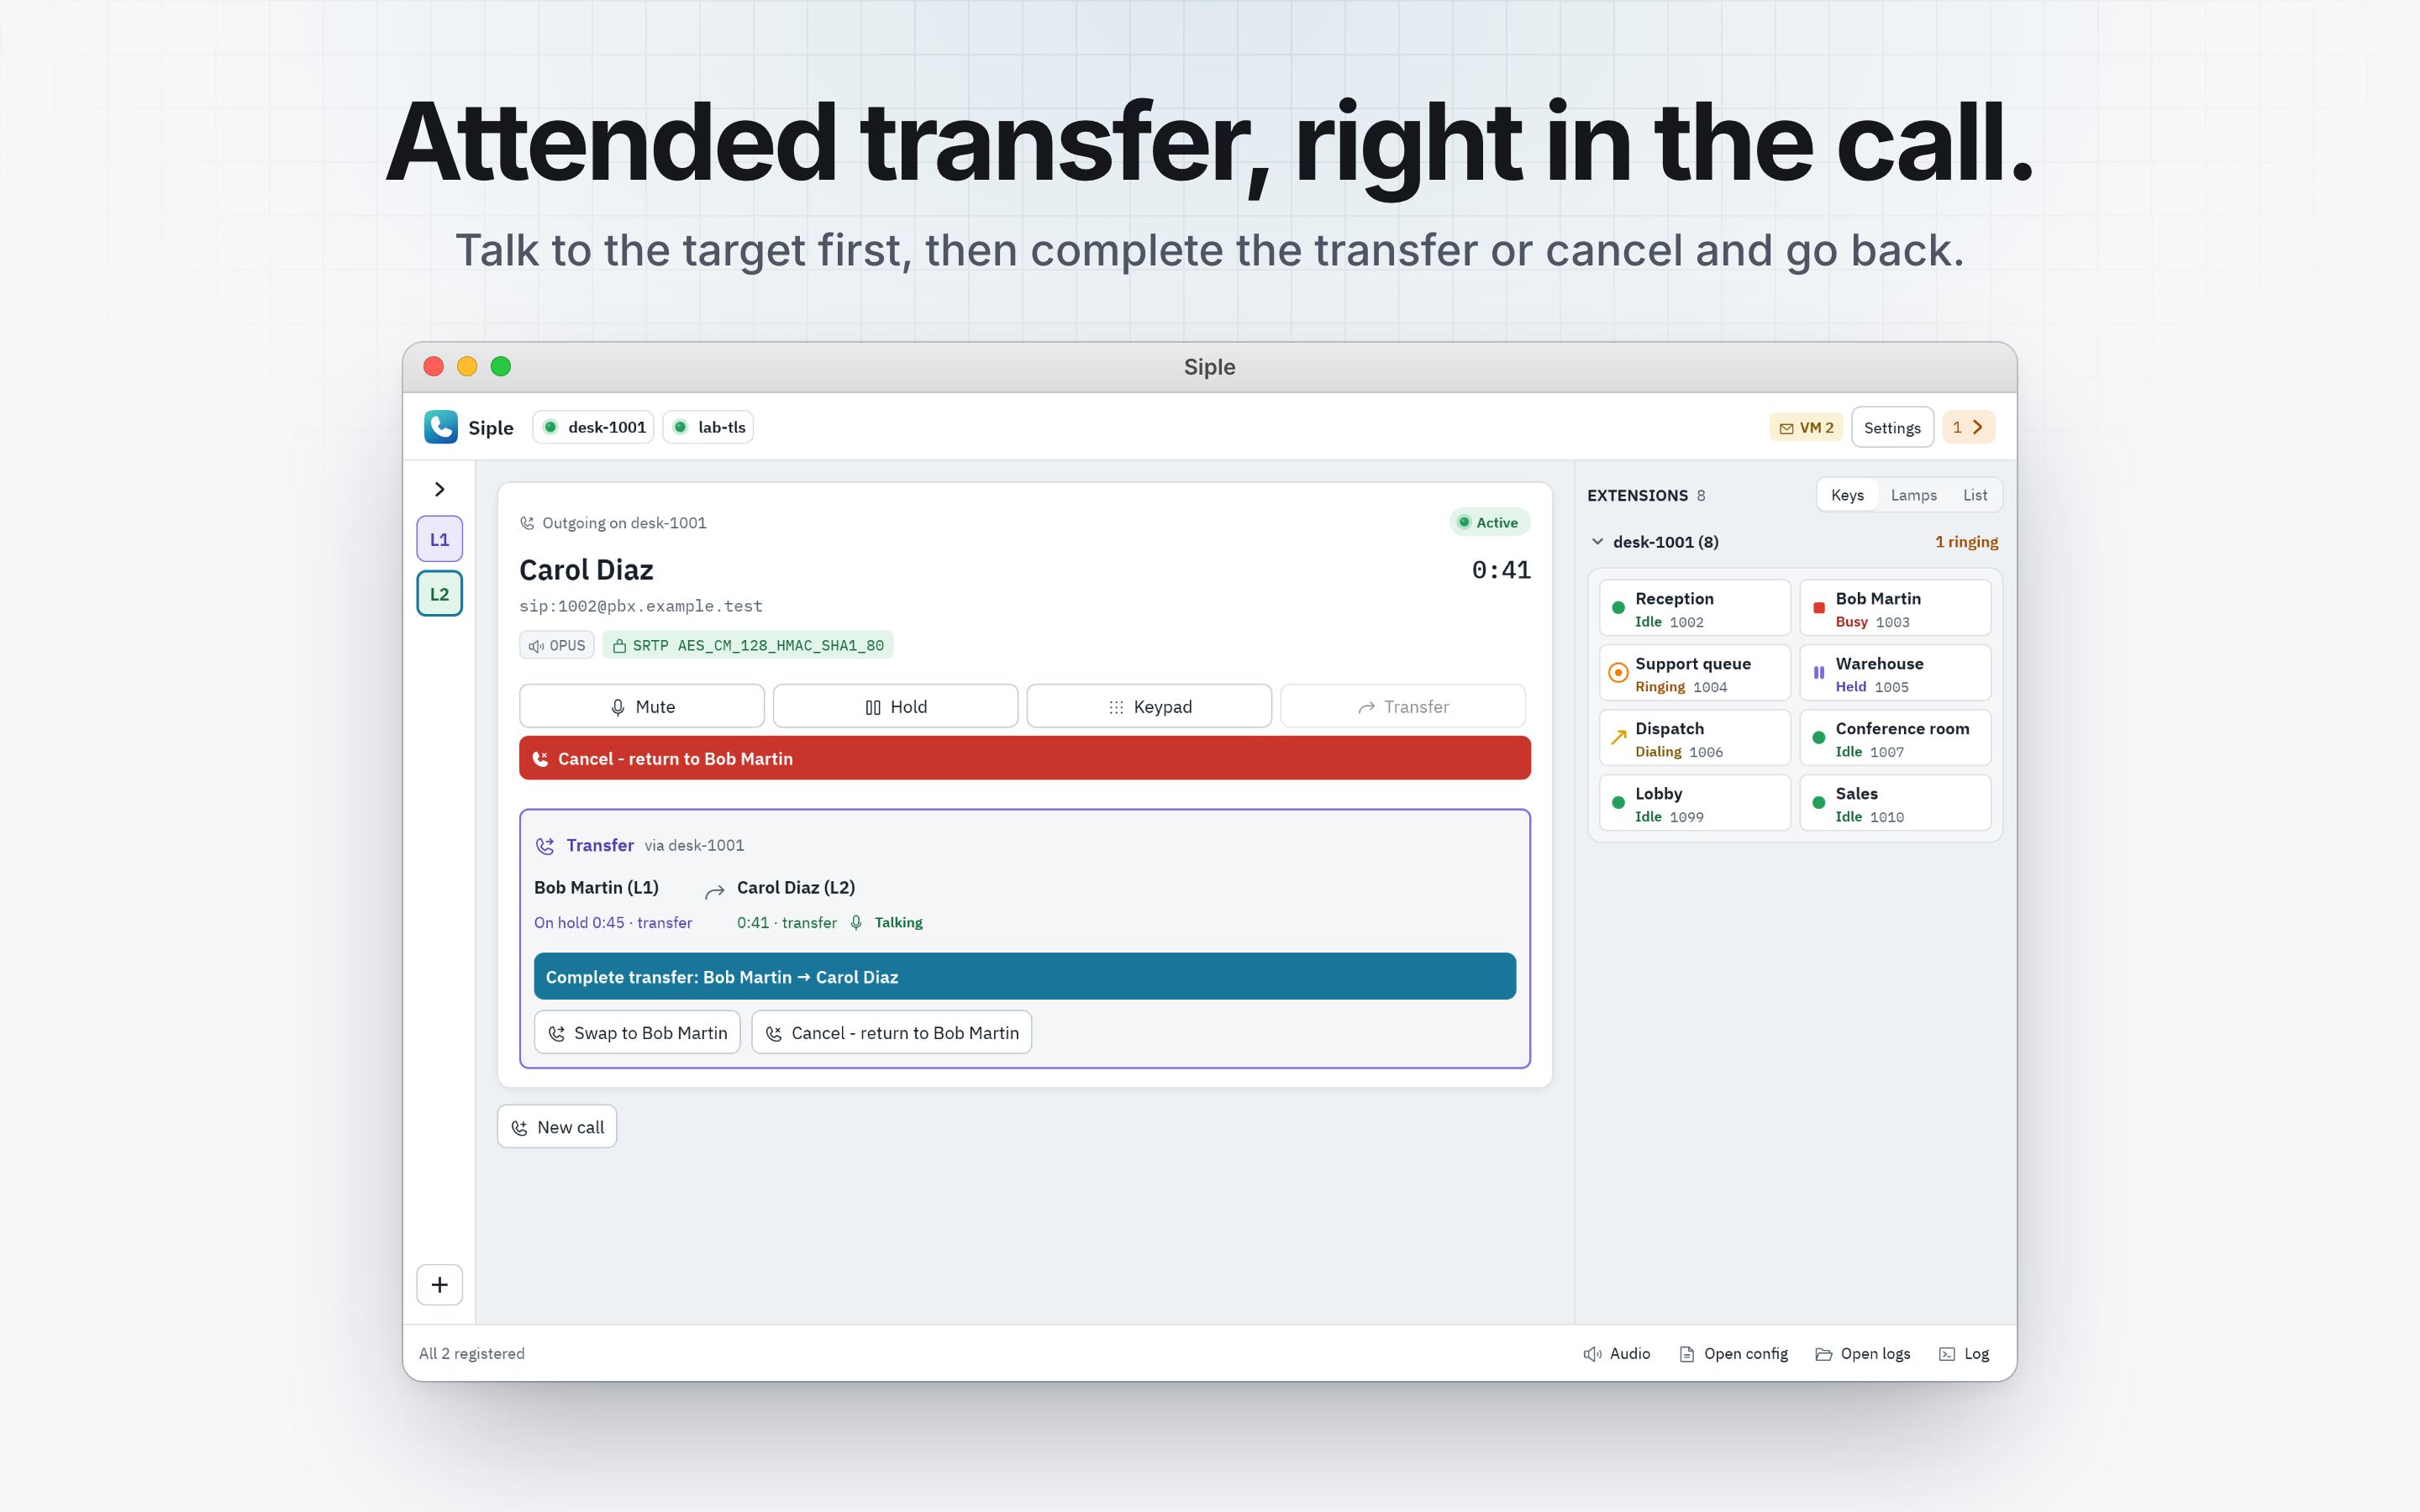 Attended transfer, right in the call.
Talk to the target first, then complete the transfer or cancel and go back.
Siple
Siple desk-1001 lab-tls VM 2 Settings 1
L1
L2
Outgoing on desk-1001 Active
Carol Diaz 0:41
sip:1002@pbx.example.test
OPUS SRTP AES_CM_128_HMAC_SHA1_80
Mute Hold Keypad Transfer
Cancel - return to Bob Martin
Transfer via desk-1001
Bob Martin (L1) Carol Diaz (L2)
On hold 0:45 · transfer 0:41 · transfer Talking
Complete transfer: Bob Martin → Carol Diaz
Swap to Bob Martin Cancel - return to Bob Martin
New call
EXTENSIONS 8 Keys Lamps List
desk-1001 (8) 1 ringing
Reception Bob Martin
Idle 1002 Busy 1003
Support queue Warehouse
Ringing 1004 Held 1005
Dispatch Conference room
Dialing 1006 Idle 1007
Lobby Sales
Idle 1099 Idle 1010
All 2 registered Audio Open config Open logs Log